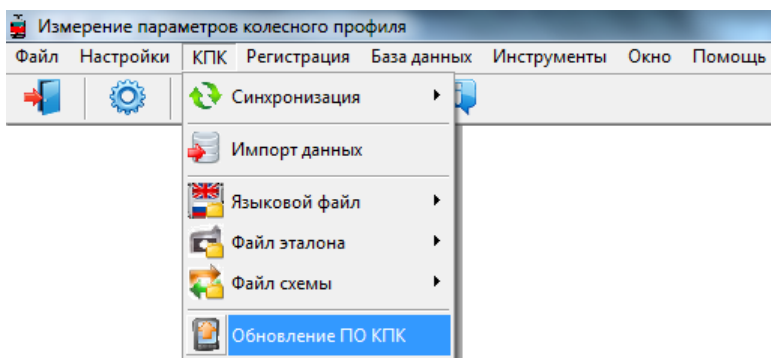 Измерение параметров колесного профиля
Файл Настройки КПК Регистрация База данных Инструменты Окно Помощь
Синхронизация
Импорт данных
Языковой файл
Файл эталона
Файл схемы
Обновление ПО КПК